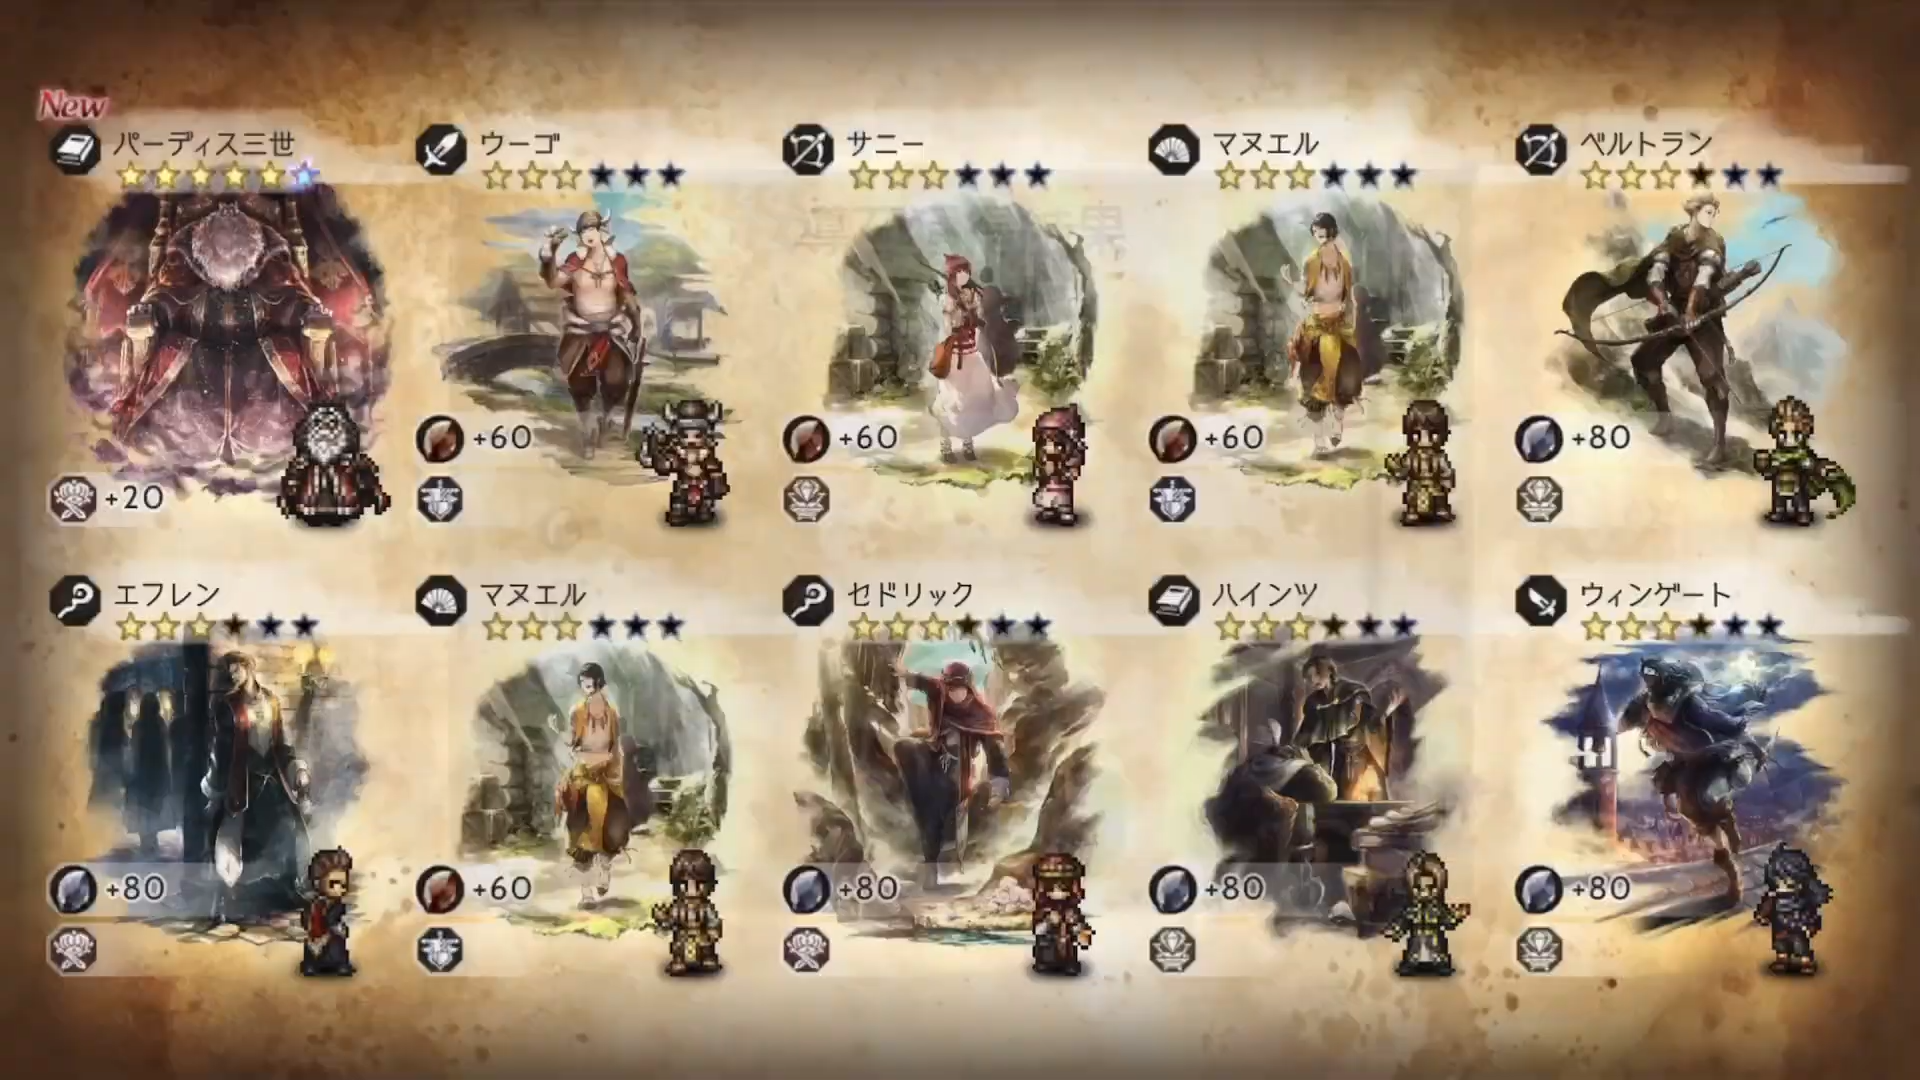 New
パーディス三世
ウーゴ
サニー
マヌエル
ベルトラン
+60
+60
+60
+80
+20
エフレン
マヌエル
セドリック
ハインツ
ウィンゲート
+80
+60
+80
+80
+80